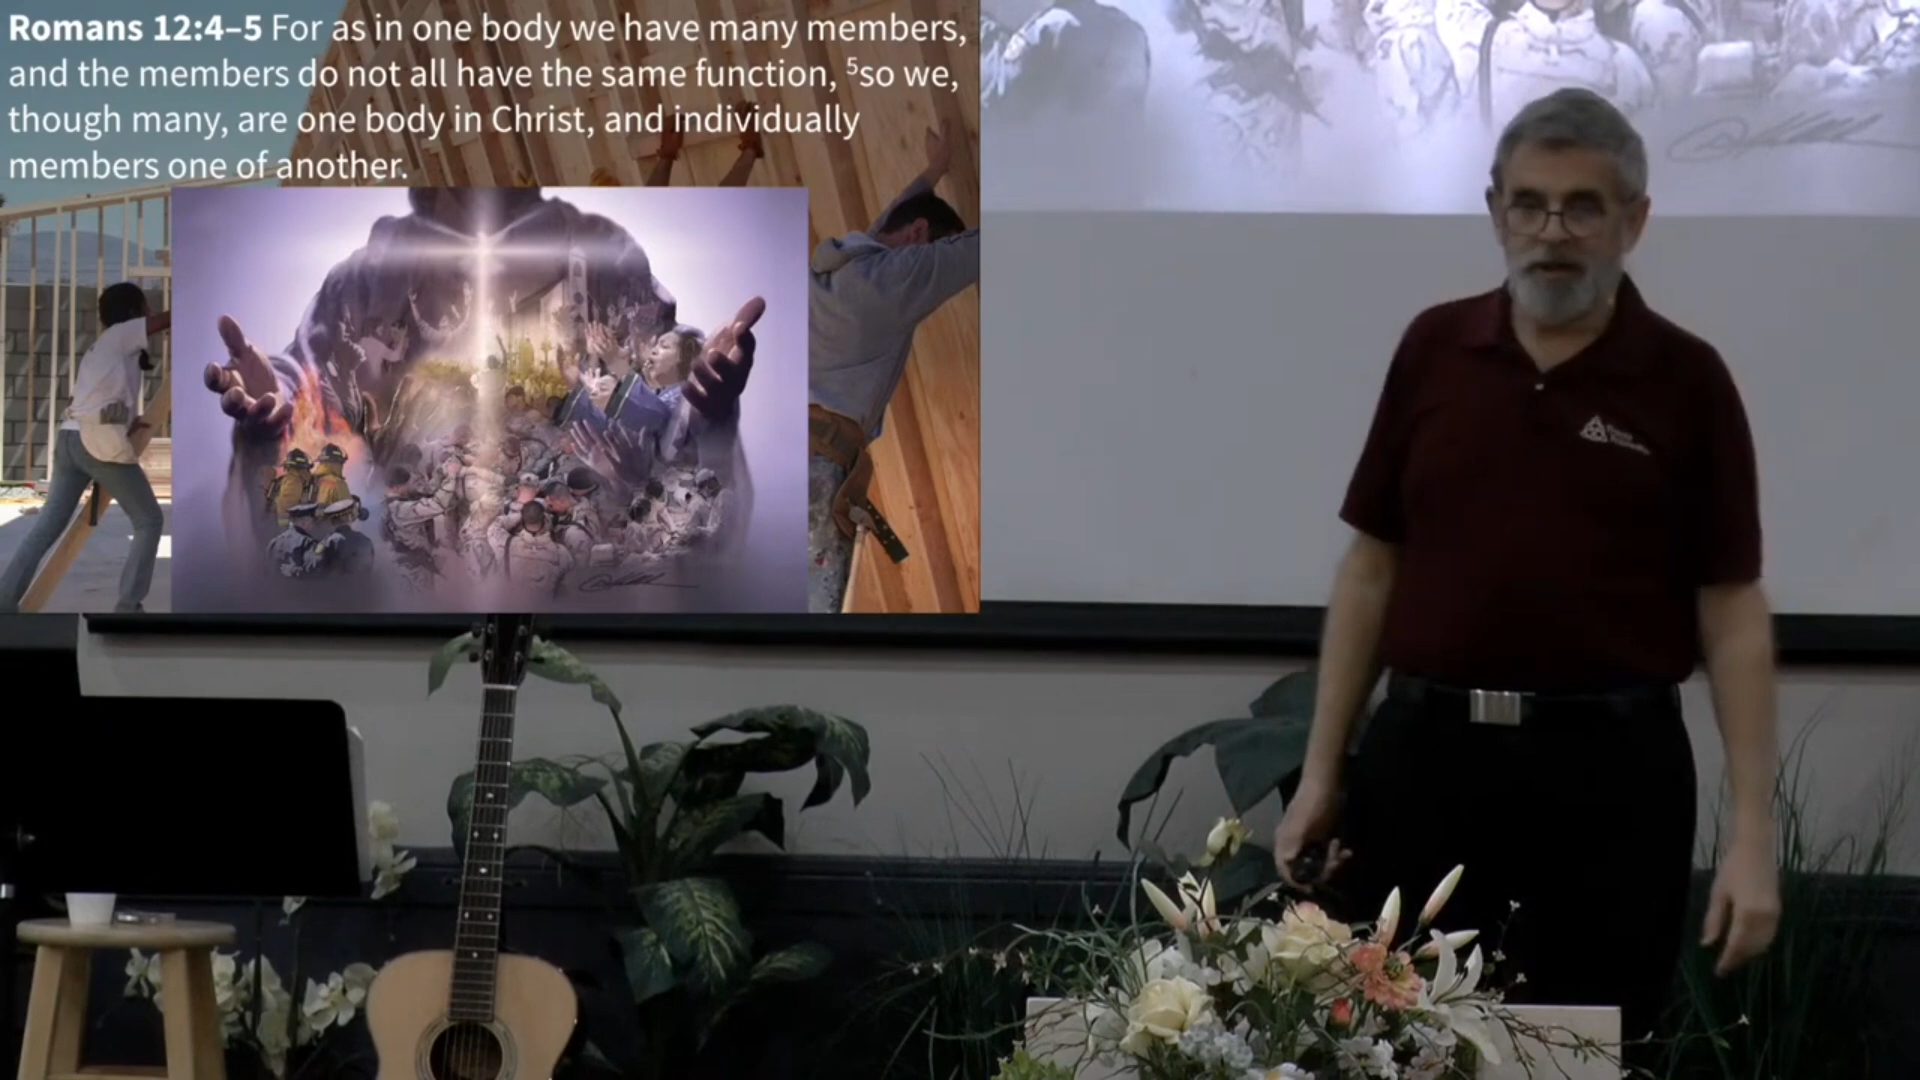 Romans 12:4–5 For as in one body we have many members,
and the members do not all have the same function, ⁵so we,
though many, are one body in Christ, and individually
members one of another.